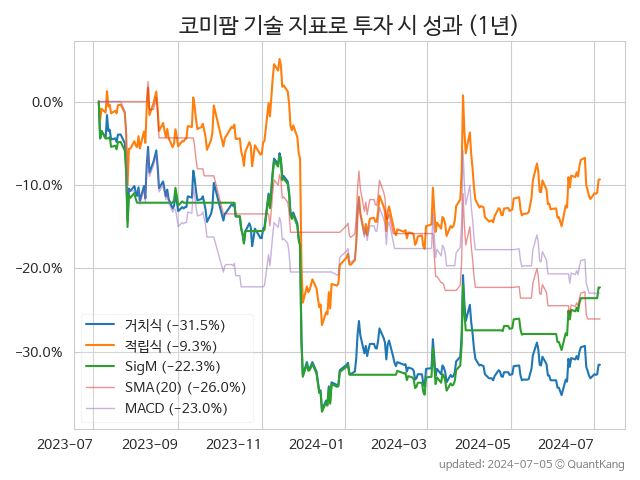 코미팜 기술 지표로 투자 시 성과 (1년)
0.0%
−10.0%
−20.0%
−30.0%
거치식 (−31.5%)
적립식 (−9.3%)
SigM (−22.3%)
SMA(20) (−26.0%)
MACD (−23.0%)
2023-07 2023-09 2023-11 2024-01 2024-03 2024-05 2024-07
updated: 2024-07-05 © QuantKang